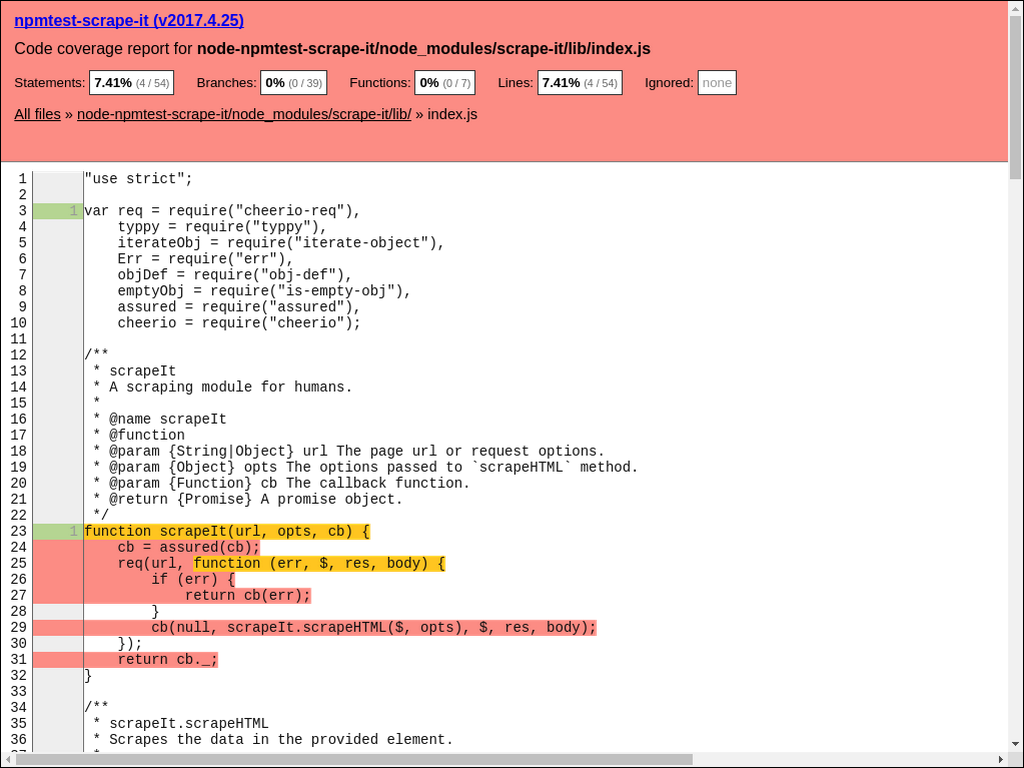 npmtest-scrape-it (v2017.4.25)
Code coverage report for node-npmtest-scrape-it/node_modules/scrape-it/lib/index.js
Statements: 7.41% (4 / 54) Branches: 0% (0 / 39) Functions: 0% (0 / 7) Lines: 7.41% (4 / 54) Ignored: none
All files » node-npmtest-scrape-it/node_modules/scrape-it/lib/ » index.js
1 "use strict";
2
3 1 var req = require("cheerio-req"),
4     typpy = require("typpy"),
5     iterateObj = require("iterate-object"),
6     Err = require("err"),
7     objDef = require("obj-def"),
8     emptyObj = require("is-empty-obj"),
9     assured = require("assured"),
10     cheerio = require("cheerio");
11
12 /**
13  * scrapeIt
14  * A scraping module for humans.
15  *
16  * @name scrapeIt
17  * @function
18  * @param {String|Object} url The page url or request options.
19  * @param {Object} opts The options passed to `scrapeHTML` method.
20  * @param {Function} cb The callback function.
21  * @return {Promise} A promise object.
22  */
23 1 function scrapeIt(url, opts, cb) {
24     cb = assured(cb);
25     req(url, function (err, $, res, body) {
26         if (err) {
27             return cb(err);
28         }
29         cb(null, scrapeIt.scrapeHTML($, opts), $, res, body);
30     });
31     return cb._;
32 }
33
34 /**
35  * scrapeIt.scrapeHTML
36  * Scrapes the data in the provided element.